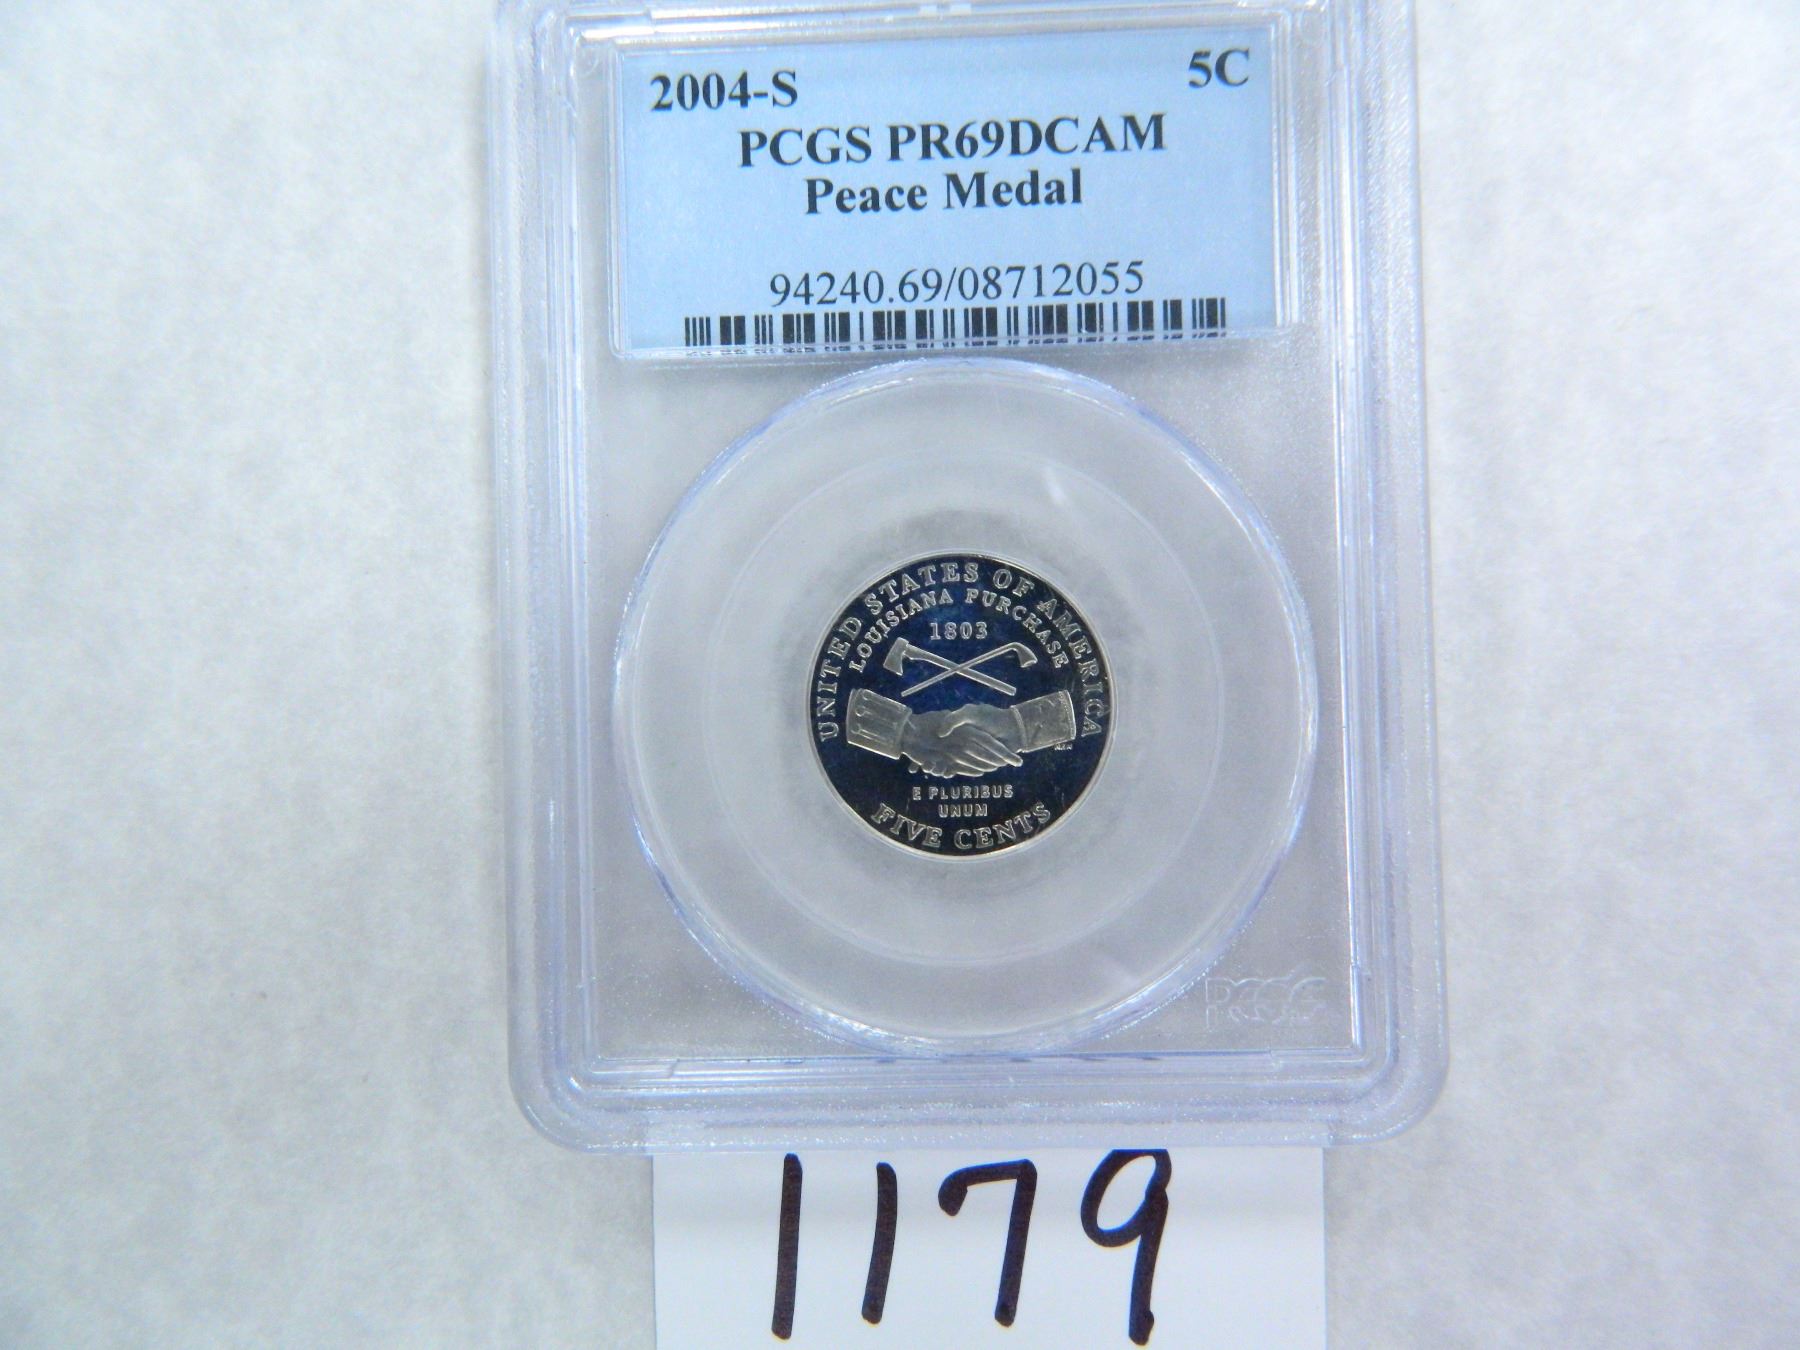 2004-S 5C
PCGS PR69DCAM
Peace Medal
94240.69/08712055
UNITED STATES OF AMERICA
LOUISIANA PURCHASE
1803
E PLURIBUS
UNUM
FIVE CENTS
PCGS
1179